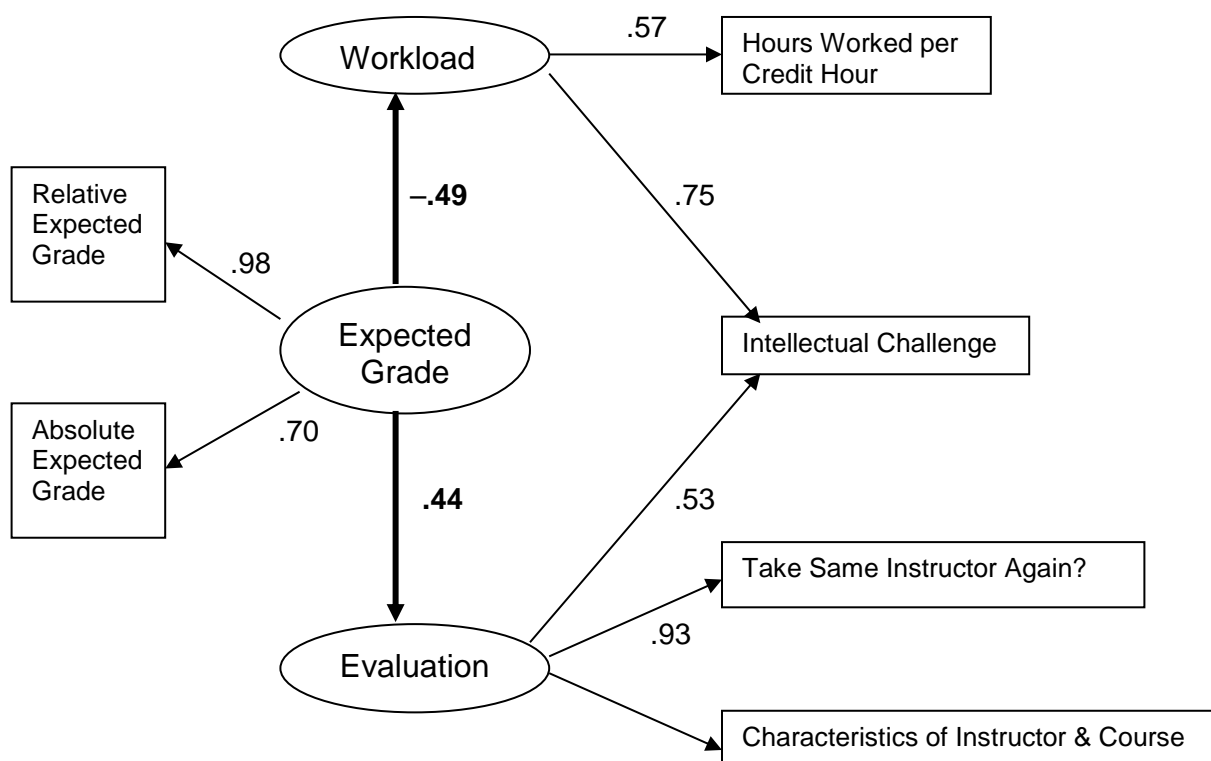 Workload
.57
Hours Worked per
Credit Hour
Relative
Expected
Grade
–.49
.75
.98
Expected
Grade
Intellectual Challenge
Absolute
Expected
Grade
.70
.44
.53
Take Same Instructor Again?
.93
Evaluation
Characteristics of Instructor & Course